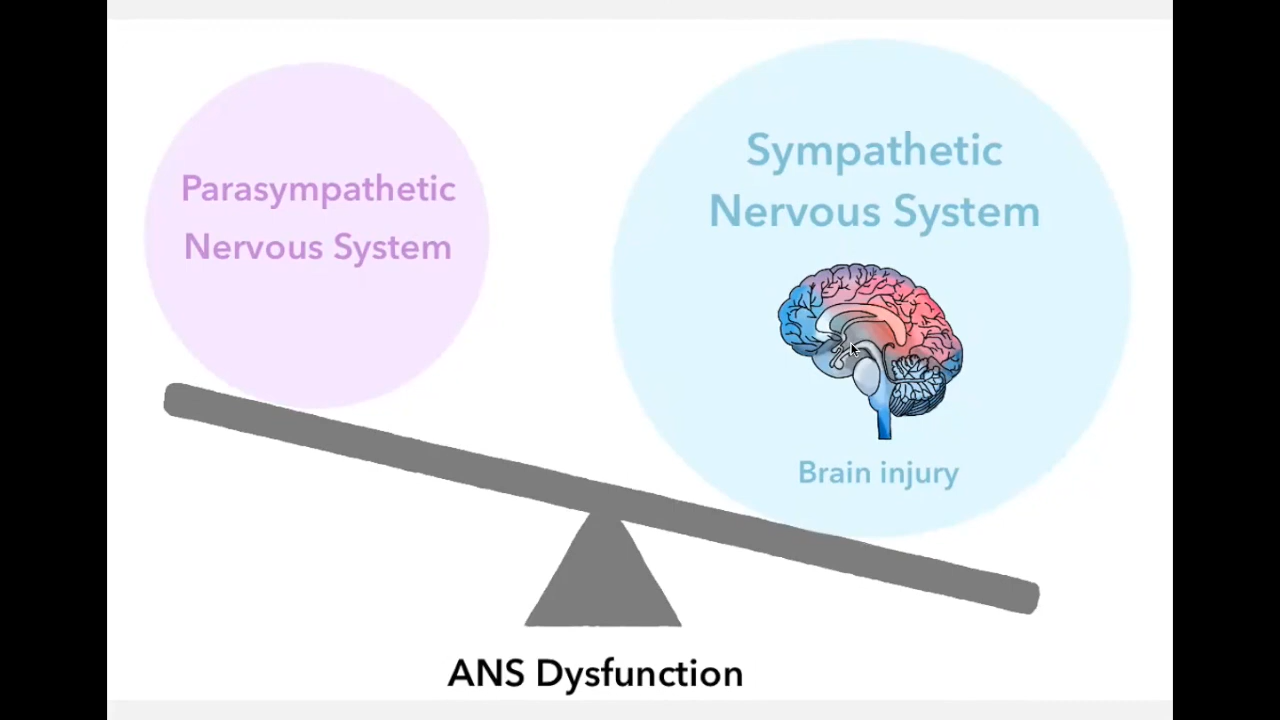 Parasympathetic
Nervous System
Sympathetic
Nervous System
Brain injury
ANS Dysfunction